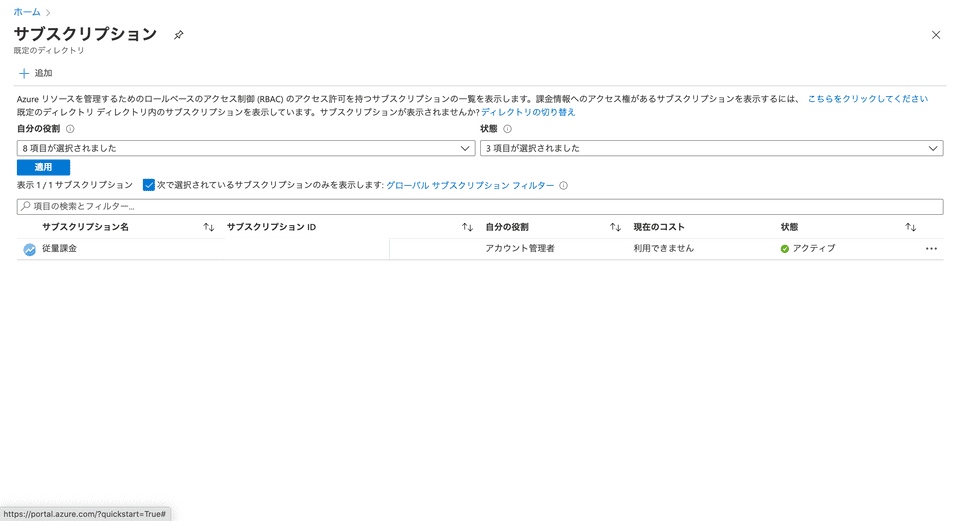 ホーム
サブスクリプション
既定のディレクトリ
追加
Azure リソースを管理するためのロールベースのアクセス制御 (RBAC) のアクセス許可を持つサブスクリプションの一覧を表示します。課金情報へのアクセス権があるサブスクリプションを表示するには、 こちらをクリックしてください
既定のディレクトリ ディレクトリ内のサブスクリプションを表示しています。サブスクリプションが表示されませんか? ディレクトリの切り替え
自分の役割 状態
8 項目が選択されました 3 項目が選択されました
適用
表示 1 / 1 サブスクリプション 次で選択されているサブスクリプションのみを表示します: グローバル サブスクリプション フィルター
項目の検索とフィルター...
サブスクリプション名 サブスクリプション ID 自分の役割 現在のコスト 状態
従量課金 アカウント管理者 利用できません アクティブ
https://portal.azure.com/?quickstart=True#